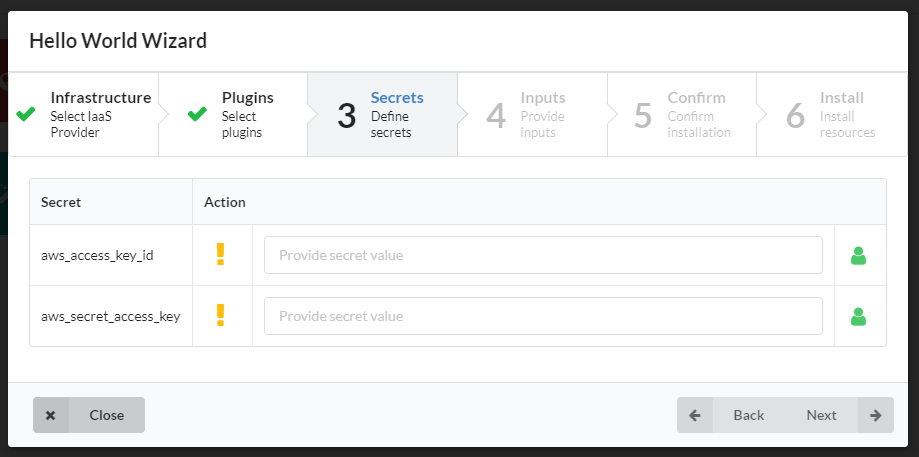 Hello World Wizard
Infrastructure
Select IaaS
Provider
Plugins
Select
plugins
3
Secrets
Define
secrets
4
Inputs
Provide
inputs
5
Confirm
Confirm
installation
6
Install
Install
resources
Secret Action
aws_access_key_id Provide secret value
aws_secret_access_key Provide secret value
Close Back Next